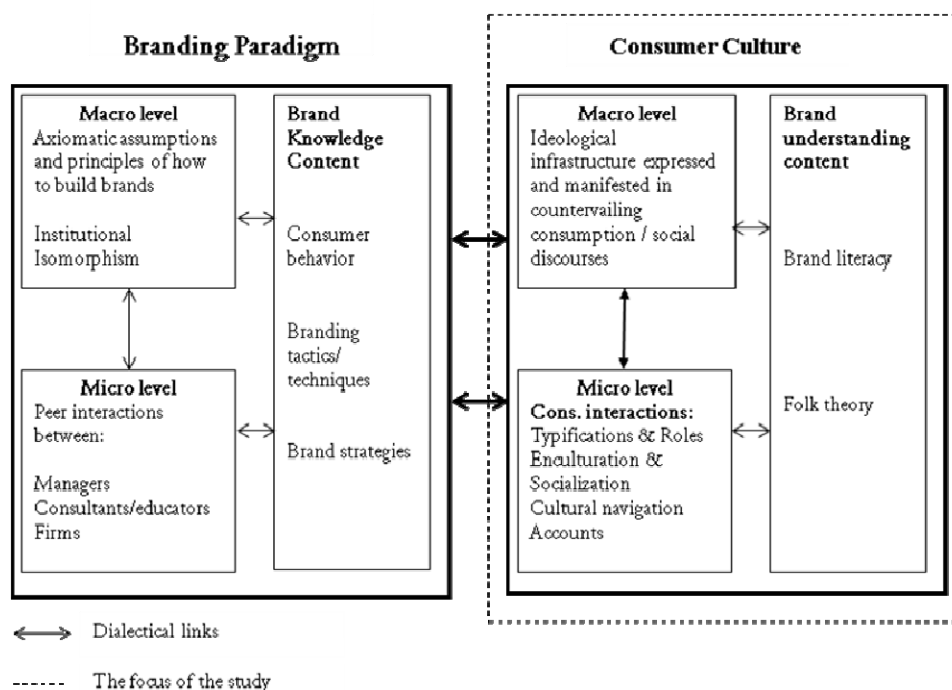 Branding Paradigm
Macro level
Axiomatic assumptions
and principles of how
to build brands
Institutional
Isomorphism
Micro level
Peer interactions
between:
Managers
Consultants/educators
Firms
Brand
Knowledge
Content
Consumer
behavior
Branding
tactics/
techniques
Brand strategies
Consumer Culture
Macro level
Ideological
infrastructure expressed
and manifested in
countervailing
consumption / social
discourses
Micro level
Cons. interactions:
Typifications & Roles
Enculturation &
Socialization
Cultural navigation
Accounts
Brand
understanding
content
Brand literacy
Folk theory
Dialectical links
The focus of the study